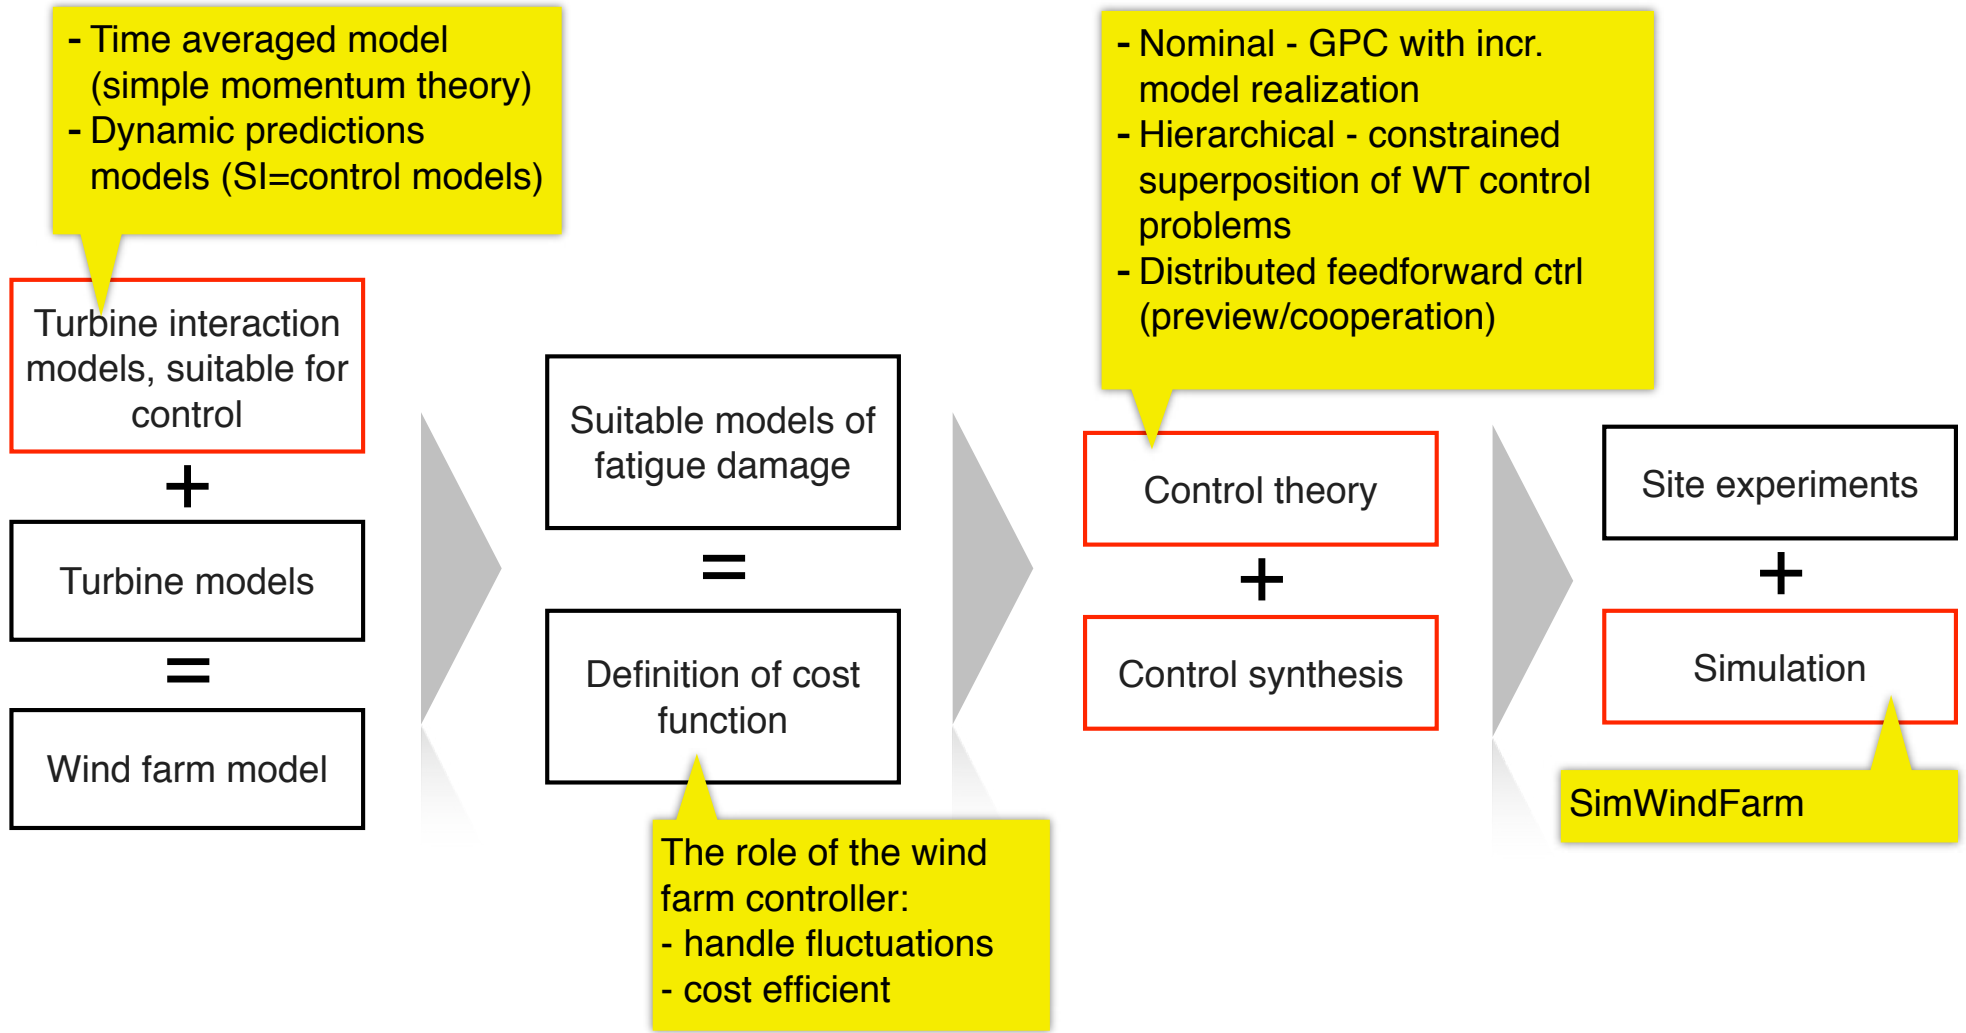 - Time averaged model
(simple momentum theory)
- Dynamic predictions
models (SI=control models)
Turbine interaction
models, suitable for
control
+
Turbine models
=
Wind farm model
Suitable models of
fatigue damage
=
Definition of cost
function
The role of the wind
farm controller:
- handle fluctuations
- cost efficient
- Nominal - GPC with incr.
model realization
- Hierarchical - constrained
superposition of WT control
problems
- Distributed feedforward ctrl
(preview/cooperation)
Control theory
+
Control synthesis
Site experiments
+
Simulation
SimWindFarm